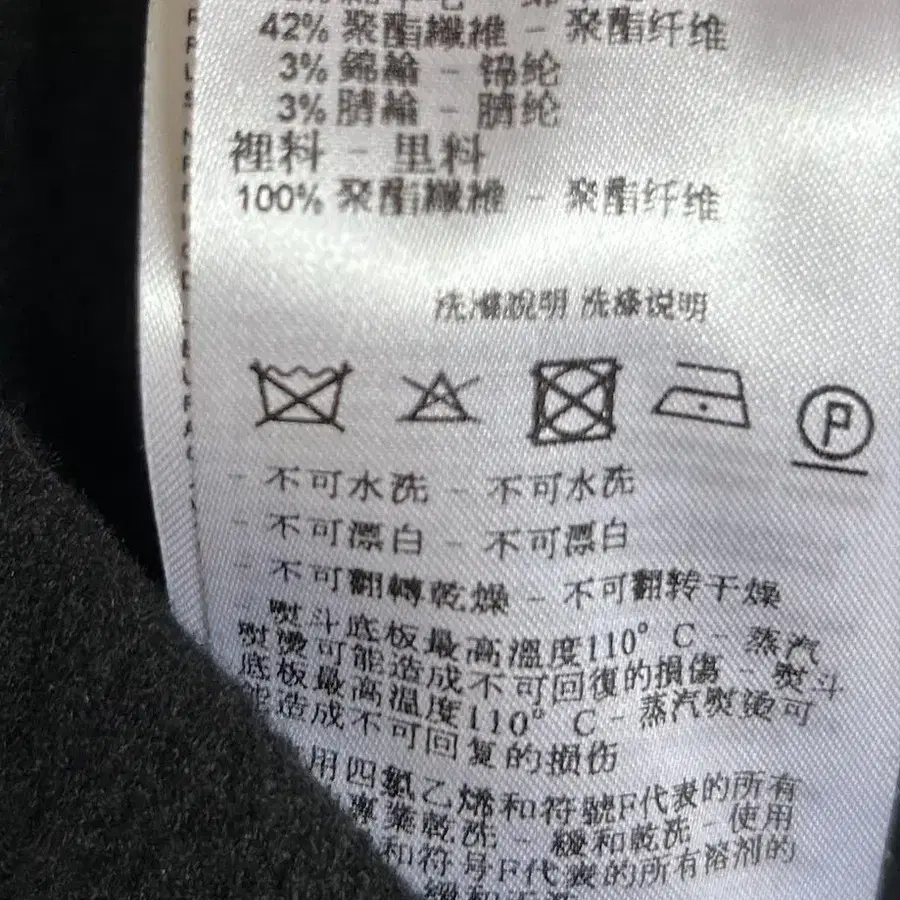 42% 聚酯纖維 - 聚酯纤维
3% 錦綸 - 锦纶
3% 腈綸 - 腈纶
裡料 - 里料
100% 聚酯纖維 - 聚酯纤维
洗滌說明 洗涤说明
P
- 不可水洗 - 不可水洗
- 不可漂白 - 不可漂白
- 不可翻轉乾燥 - 不可翻转干燥
- 熨斗底板最高溫度110° C - 蒸汽
熨燙可能造成不可回復的損傷 - 熨斗
底板最高温度110° C - 蒸汽熨烫可
能造成不可回复的损伤
用四氯乙烯和符號F代表的所有
專業乾洗 - 緩和乾洗 - 使用
和符号F代表的所有溶剂的